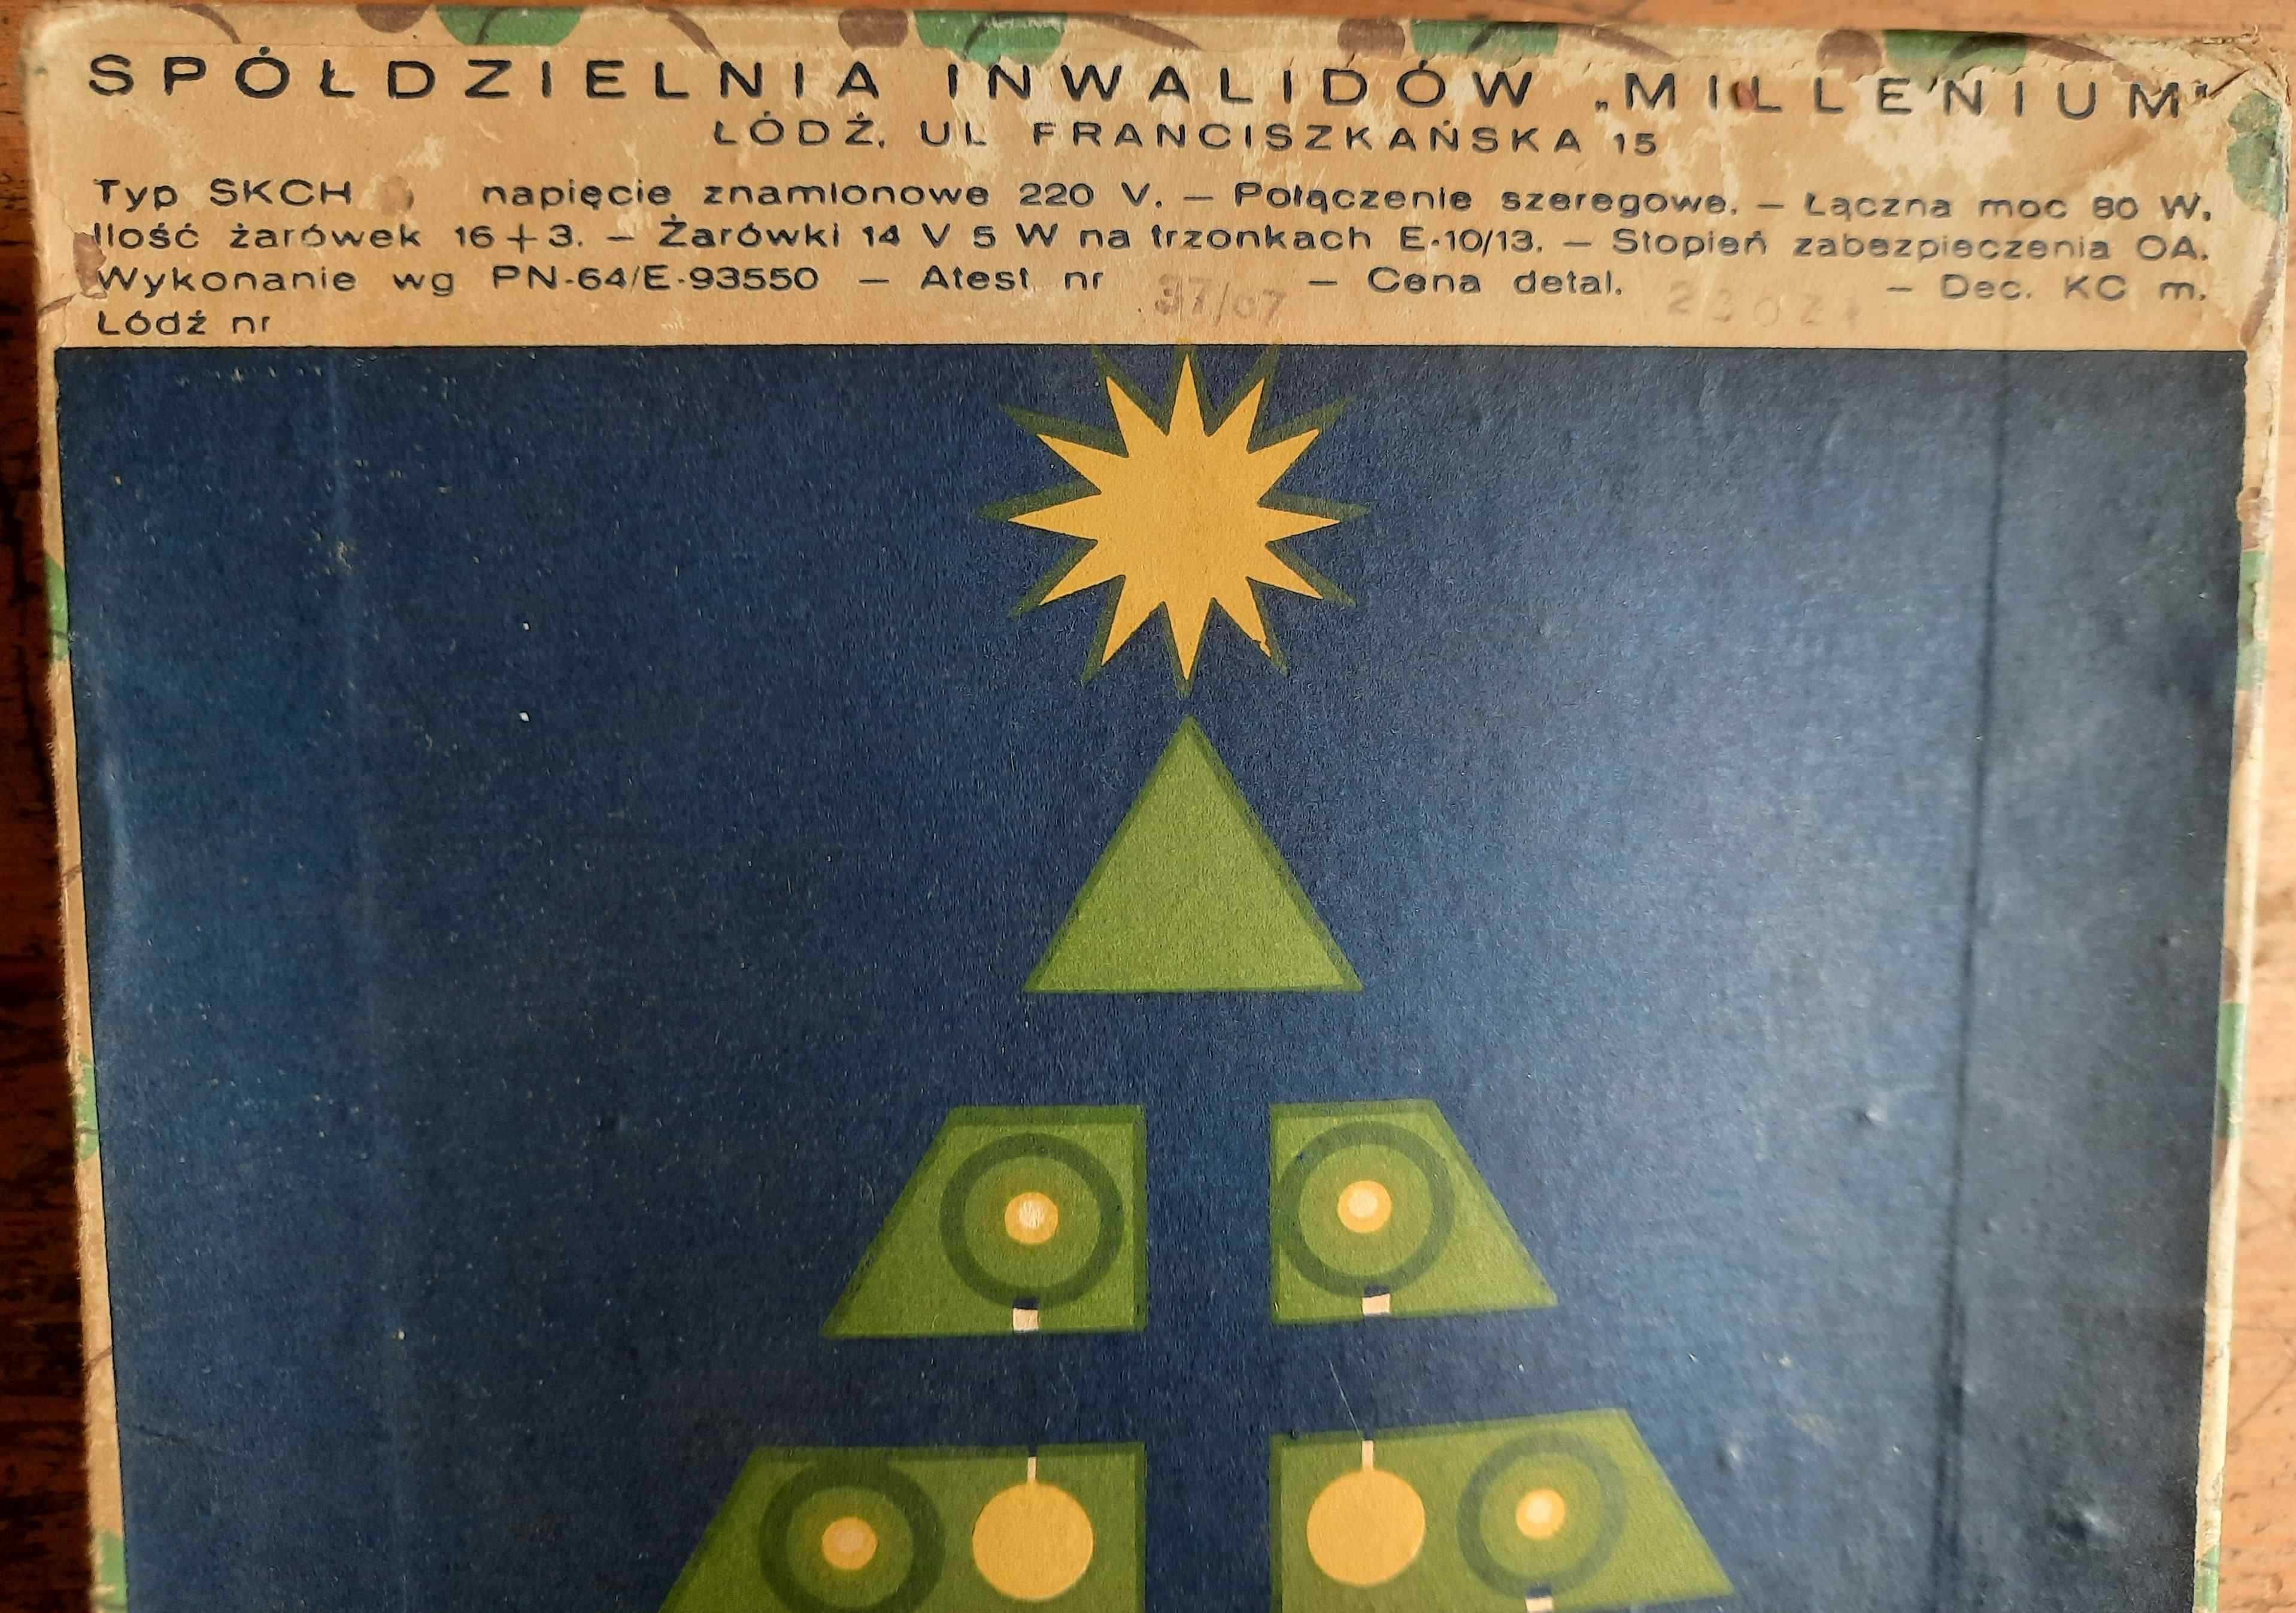 SPÓŁDZIELNIA INWALIDÓW „MILLENIUM"
ŁÓDŹ, UL FRANCISZKAŃSKA 15
Typ SKCH napięcie znamionowe 220 V. — Połączenie szeregowe. — Łączna moc 80 W.
Ilość żarówek 16+3. — Żarówki 14 V 5 W na trzonkach E-10/13. — Stopień zabezpieczenia OA.
Wykonanie wg PN-64/E-93550 — Atest nr 37/67 — Cena detal. — Dec. KC m.
Łódź nr